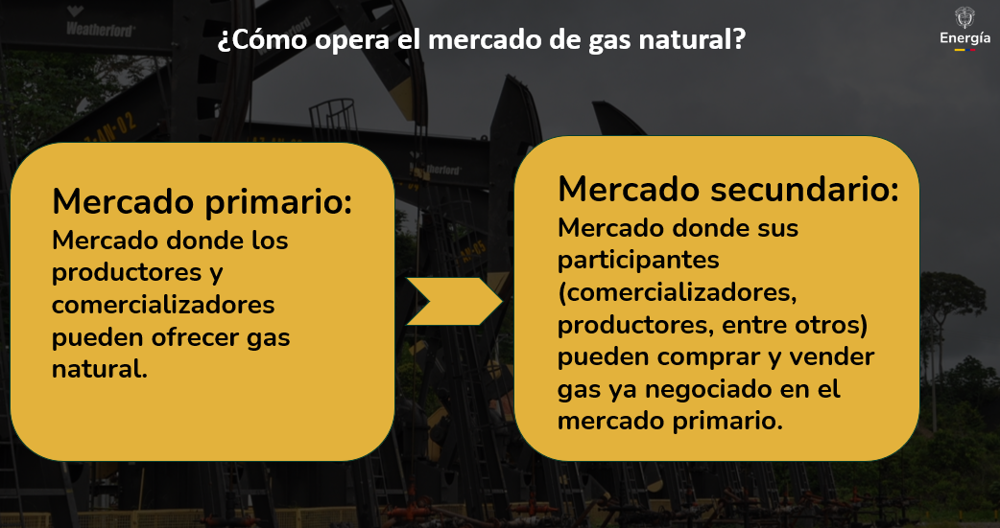 ¿Cómo opera el mercado de gas natural?
Energía
Weatherford
Weatherford
Mercado primario:
Mercado donde los
productores y
comercializadores
pueden ofrecer gas
natural.
Mercado secundario:
Mercado donde sus
participantes
(comercializadores,
productores, entre otros)
pueden comprar y vender
gas ya negociado en el
mercado primario.